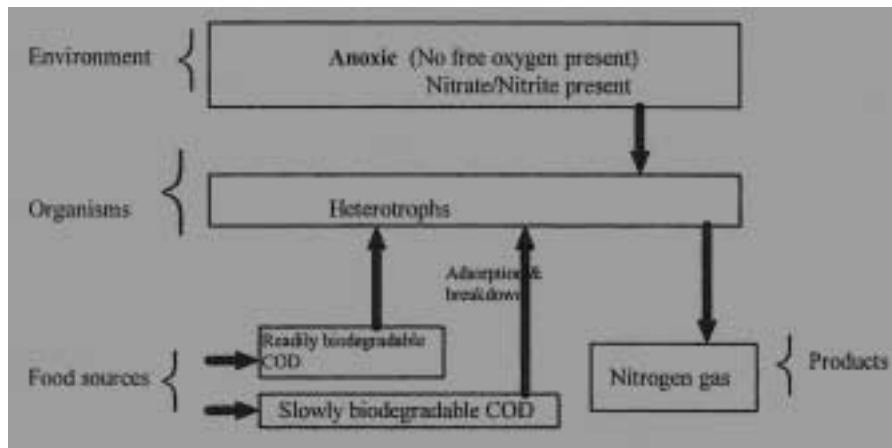 Environment
Anoxic (No free oxygen present)
Nitrate/Nitrite present
Organisms
Heterotrophs
Adsorption &
breakdown
Readily biodegradable
COD
Food sources
Slowly biodegradable COD
Nitrogen gas
Products